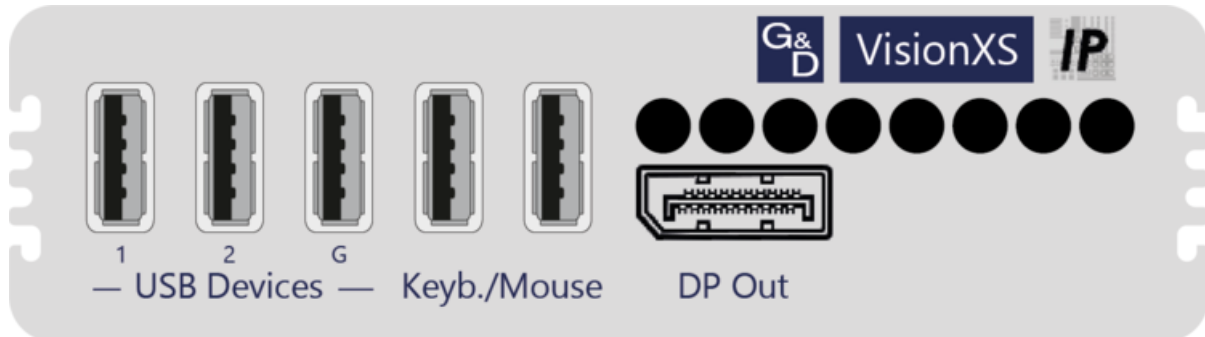 G&D VisionXS IP
1 2 G
— USB Devices — Keyb./Mouse DP Out